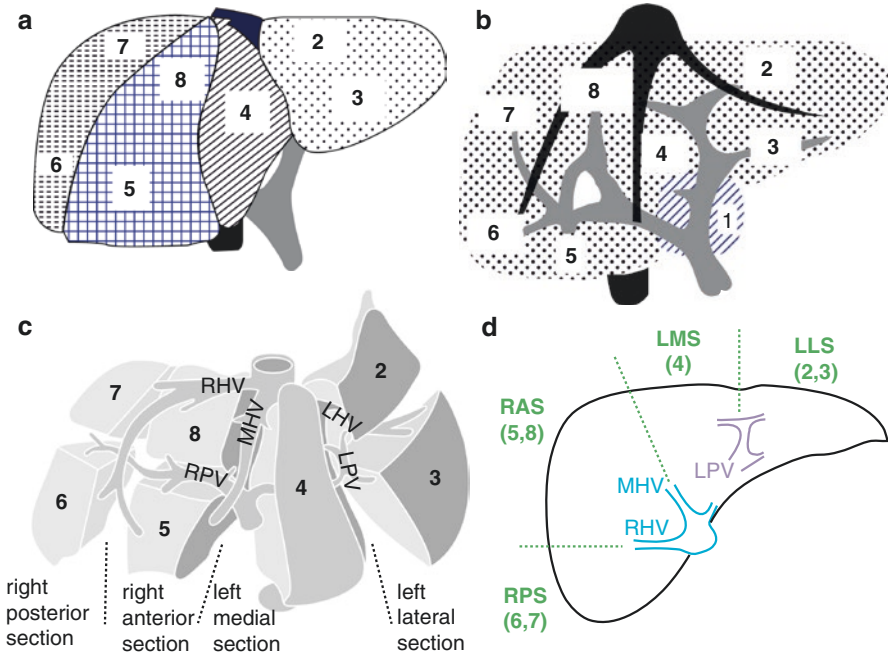 a
7
8
2
4
3
6
5
b
2
8
7
3
4
1
6
5
c
7
RHV
2
8
MHV
LHV
RPV
LPV
6
4
3
5
right
posterior
section
right
anterior
section
left
medial
section
left
lateral
section
d
LMS
(4)
LLS
(2,3)
RAS
(5,8)
LPV
MHV
RHV
RPS
(6,7)